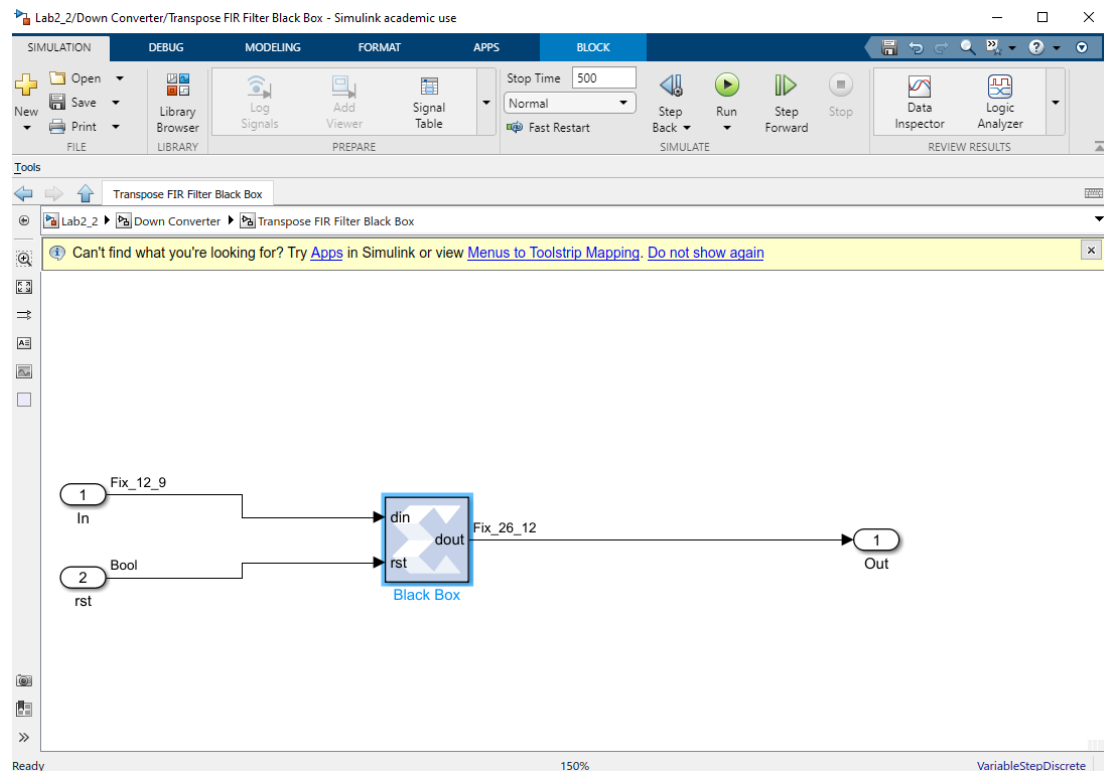 Lab2_2/Down Converter/Transpose FIR Filter Black Box - Simulink academic use
SIMULATION DEBUG MODELING FORMAT APPS BLOCK
New
Open
Save
Print
FILE
Library
Browser
LIBRARY
Log
Signals
Add
Viewer
Signal
Table
PREPARE
Stop Time 500
Normal
Fast Restart
Step
Back
Run
Step
Forward
Stop
SIMULATE
Data
Inspector
Logic
Analyzer
REVIEW RESULTS
Tools
Transpose FIR Filter Black Box
Lab2_2 Down Converter Transpose FIR Filter Black Box
Can't find what you're looking for? Try Apps in Simulink or view Menus to Toolstrip Mapping. Do not show again
Fix_12_9
1
In
Bool
2
rst
din
dout
rst
Black Box
Fix_26_12
1
Out
Ready 150% VariableStepDiscrete